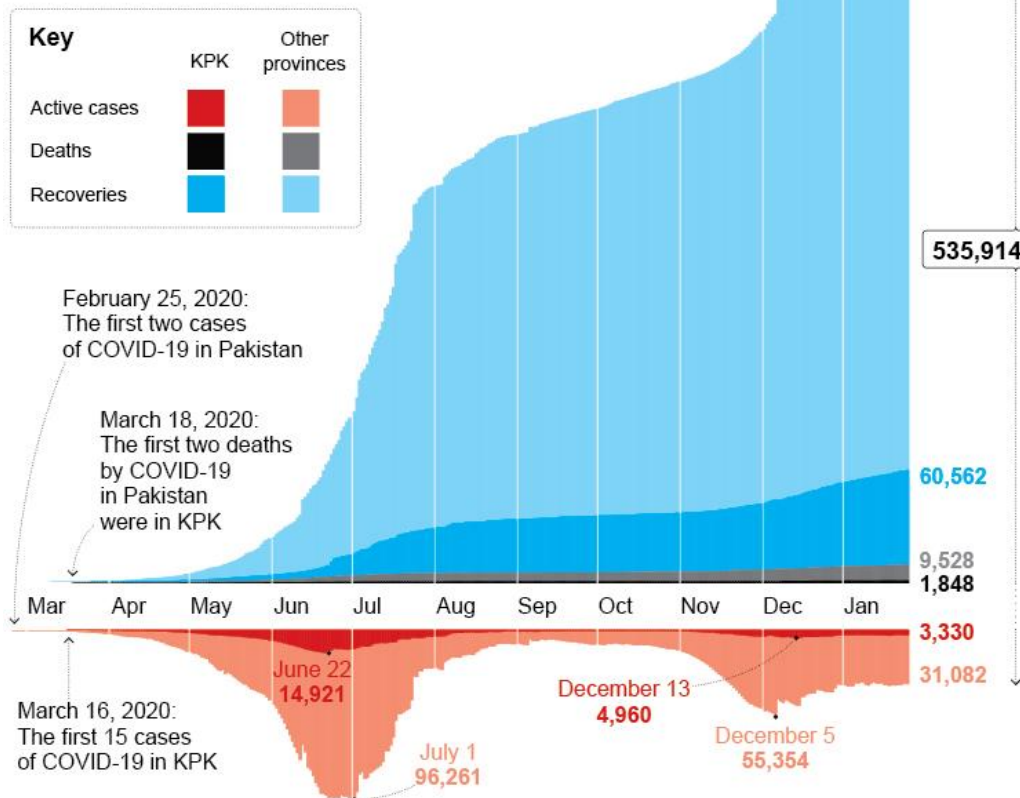 Key
KPK
Other
provinces
Active cases
Deaths
Recoveries
535,914
February 25, 2020:
The first two cases
of COVID-19 in Pakistan
March 18, 2020:
The first two deaths
by COVID-19
in Pakistan
were in KPK
60,562
9,528
1,848
Mar Apr May Jun Jul Aug Sep Oct Nov Dec Jan
3,330
31,082
June 22
14,921
December 13
4,960
March 16, 2020:
The first 15 cases
of COVID-19 in KPK
July 1
96,261
December 5
55,354